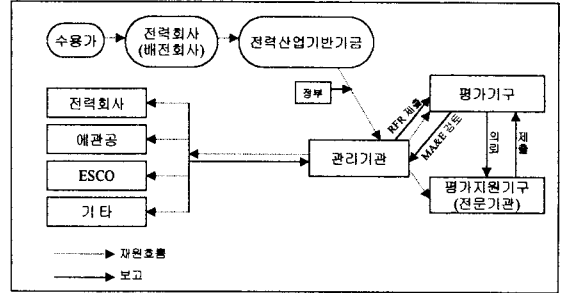 수용가
전력회사
(배전회사)
전력산업기반기금
정부
전력회사
에관공
ESCO
기타
관리기관
RFR 제출
MA&E 검토
평가기구
의뢰
제출
평가지원기구
(전문기관)
재원흐름
보고